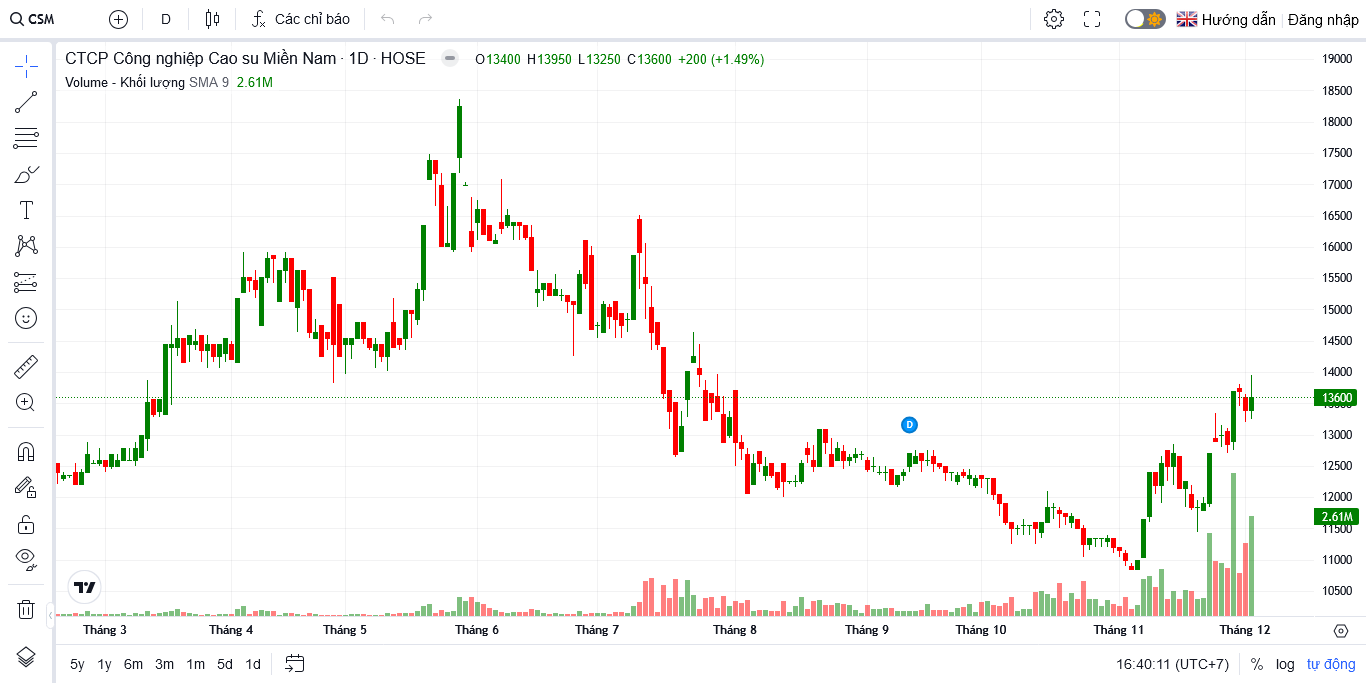 CSM D Các chỉ báo Hướng dẫn Đăng nhập
CTCP Công nghiệp Cao su Miền Nam · 1D · HOSE O13400 H13950 L13250 C13600 +200 (+1.49%)
Volume - Khối lượng SMA 9 2.61M
19000
18500
18000
17500
17000
16500
16000
15500
15000
14500
14000
13600
13000
12500
12000
2.61M
11500
11000
10500
D
Tháng 3 Tháng 4 Tháng 5 Tháng 6 Tháng 7 Tháng 8 Tháng 9 Tháng 10 Tháng 11 Tháng 12
5y 1y 6m 3m 1m 5d 1d 16:40:11 (UTC+7) % log tự động